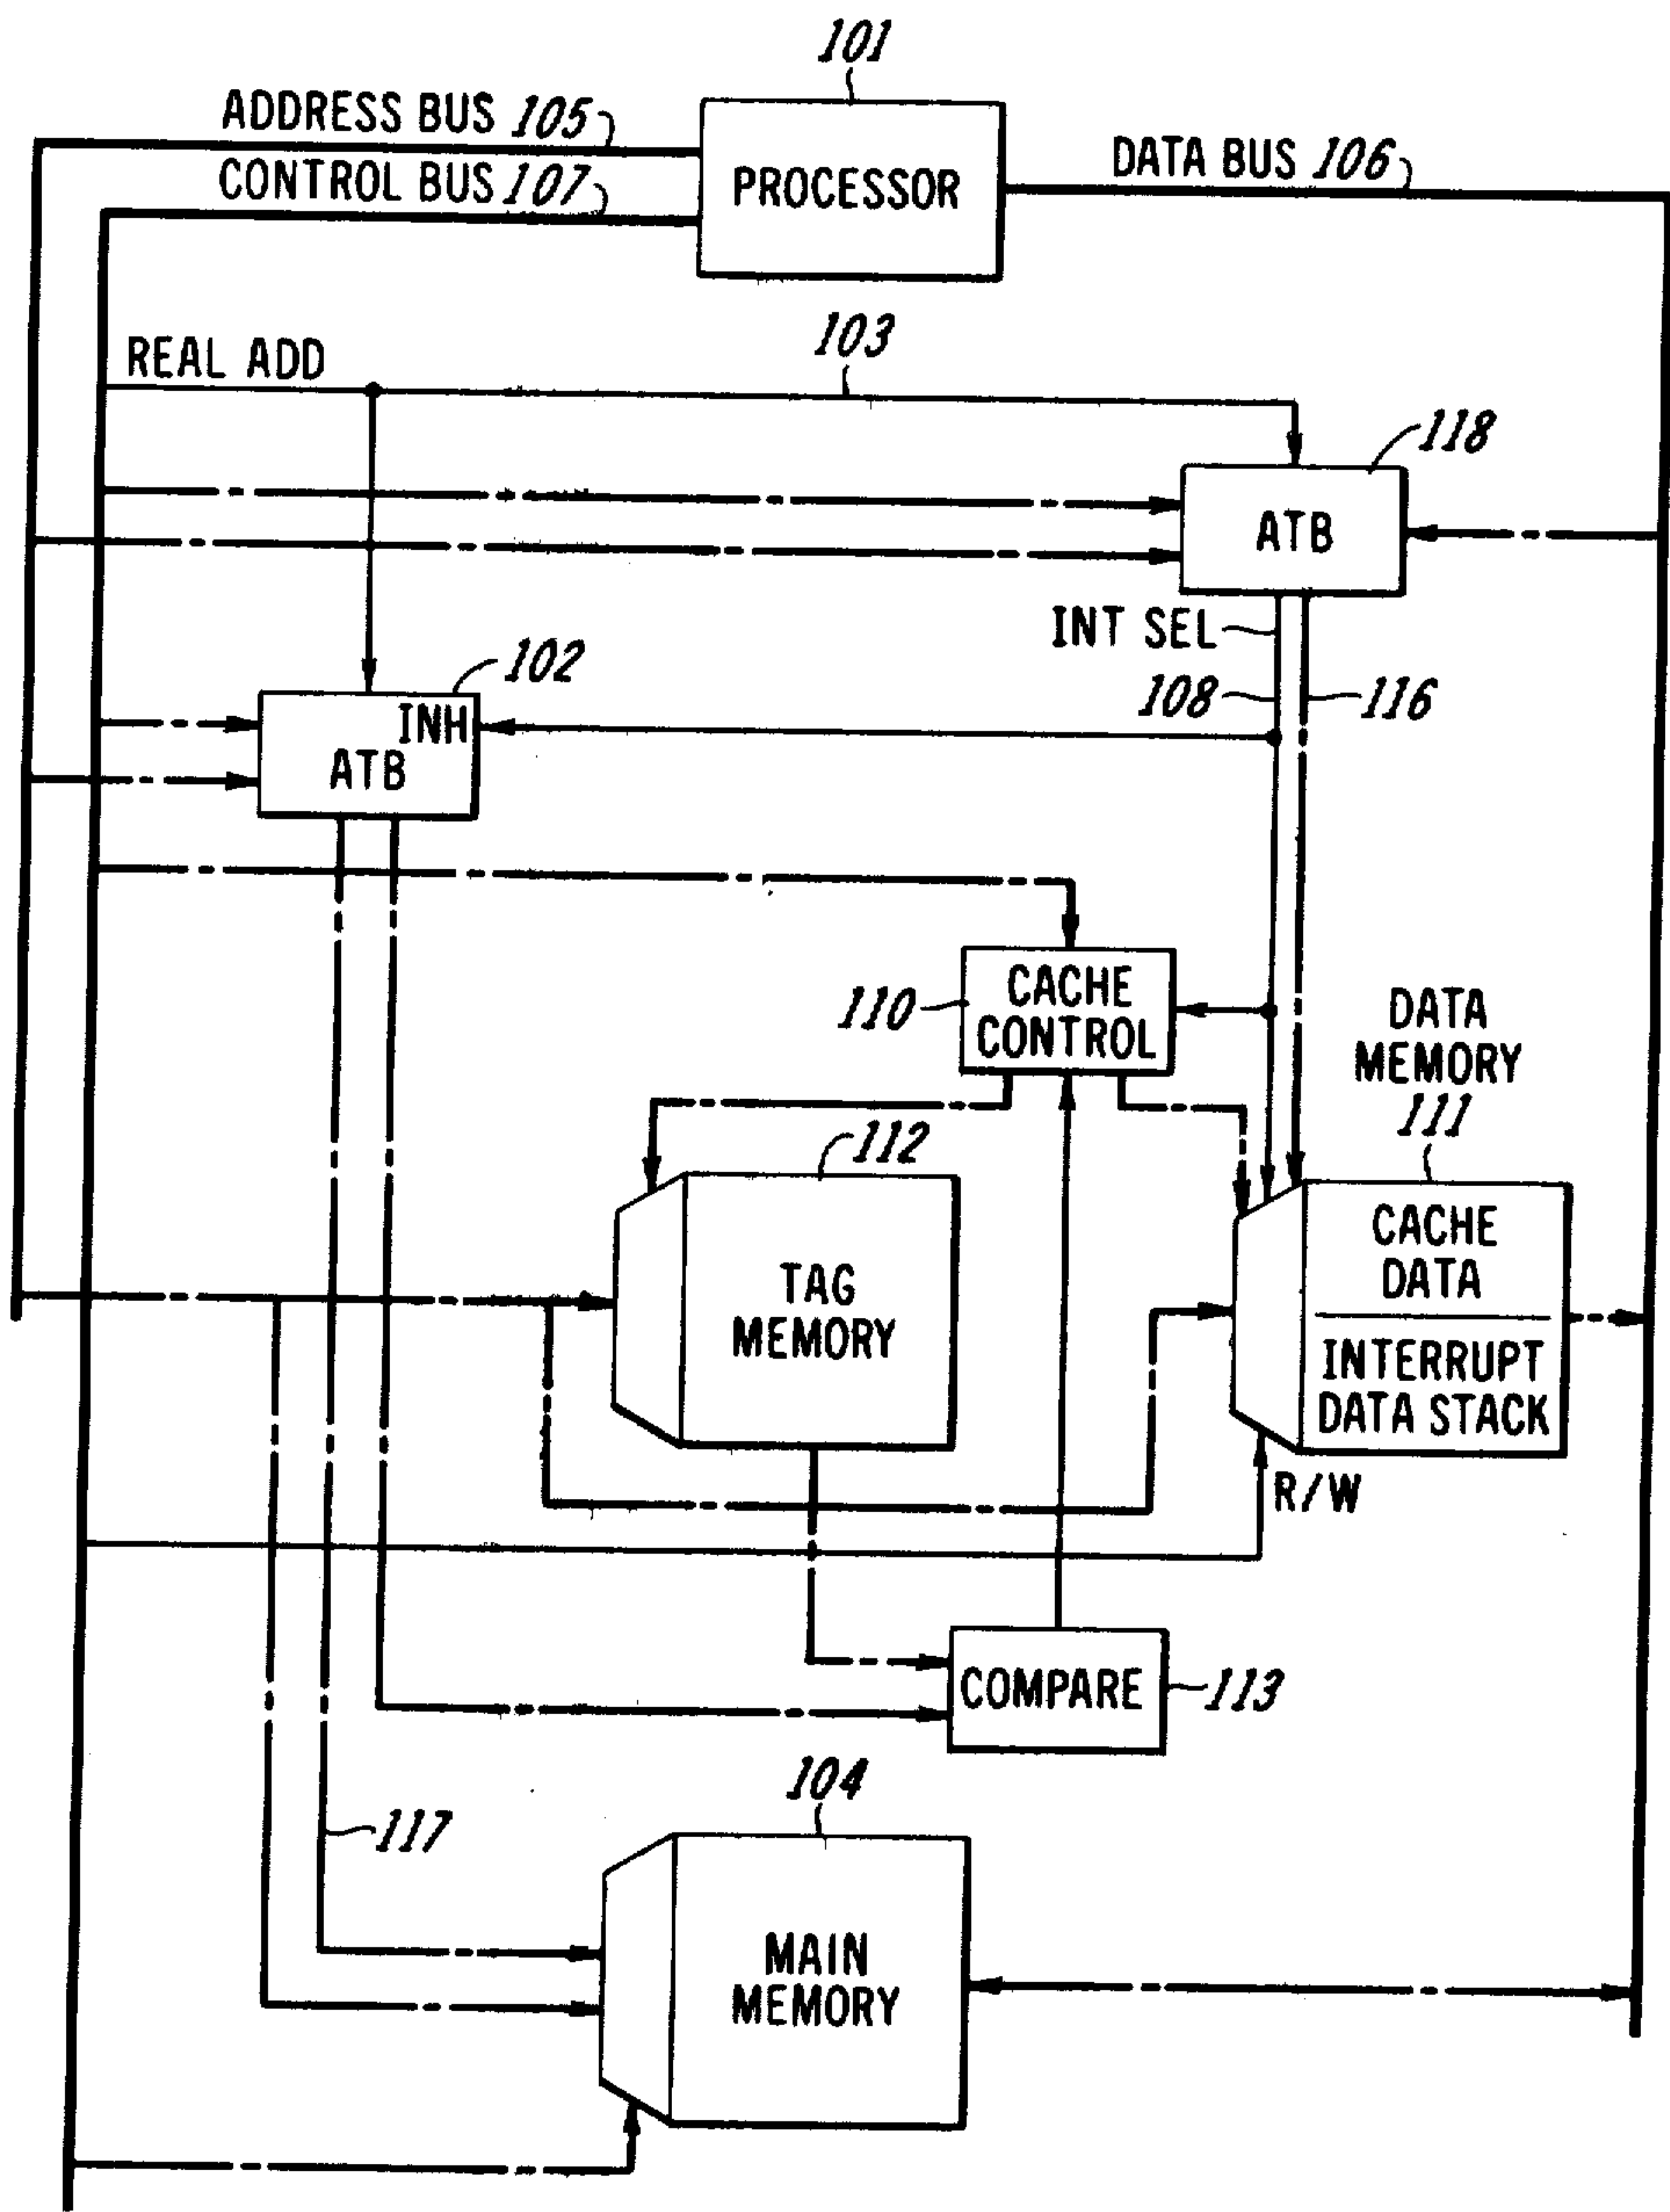 101
ADDRESS BUS 105
CONTROL BUS 107
PROCESSOR
DATA BUS 106
REAL ADD
103
118
ATB
INT SEL
108
116
102
INH
ATB
110
CACHE
CONTROL
DATA
MEMORY
111
112
TAG
MEMORY
CACHE
DATA
INTERRUPT
DATA STACK
R/W
COMPARE
113
104
117
MAIN
MEMORY